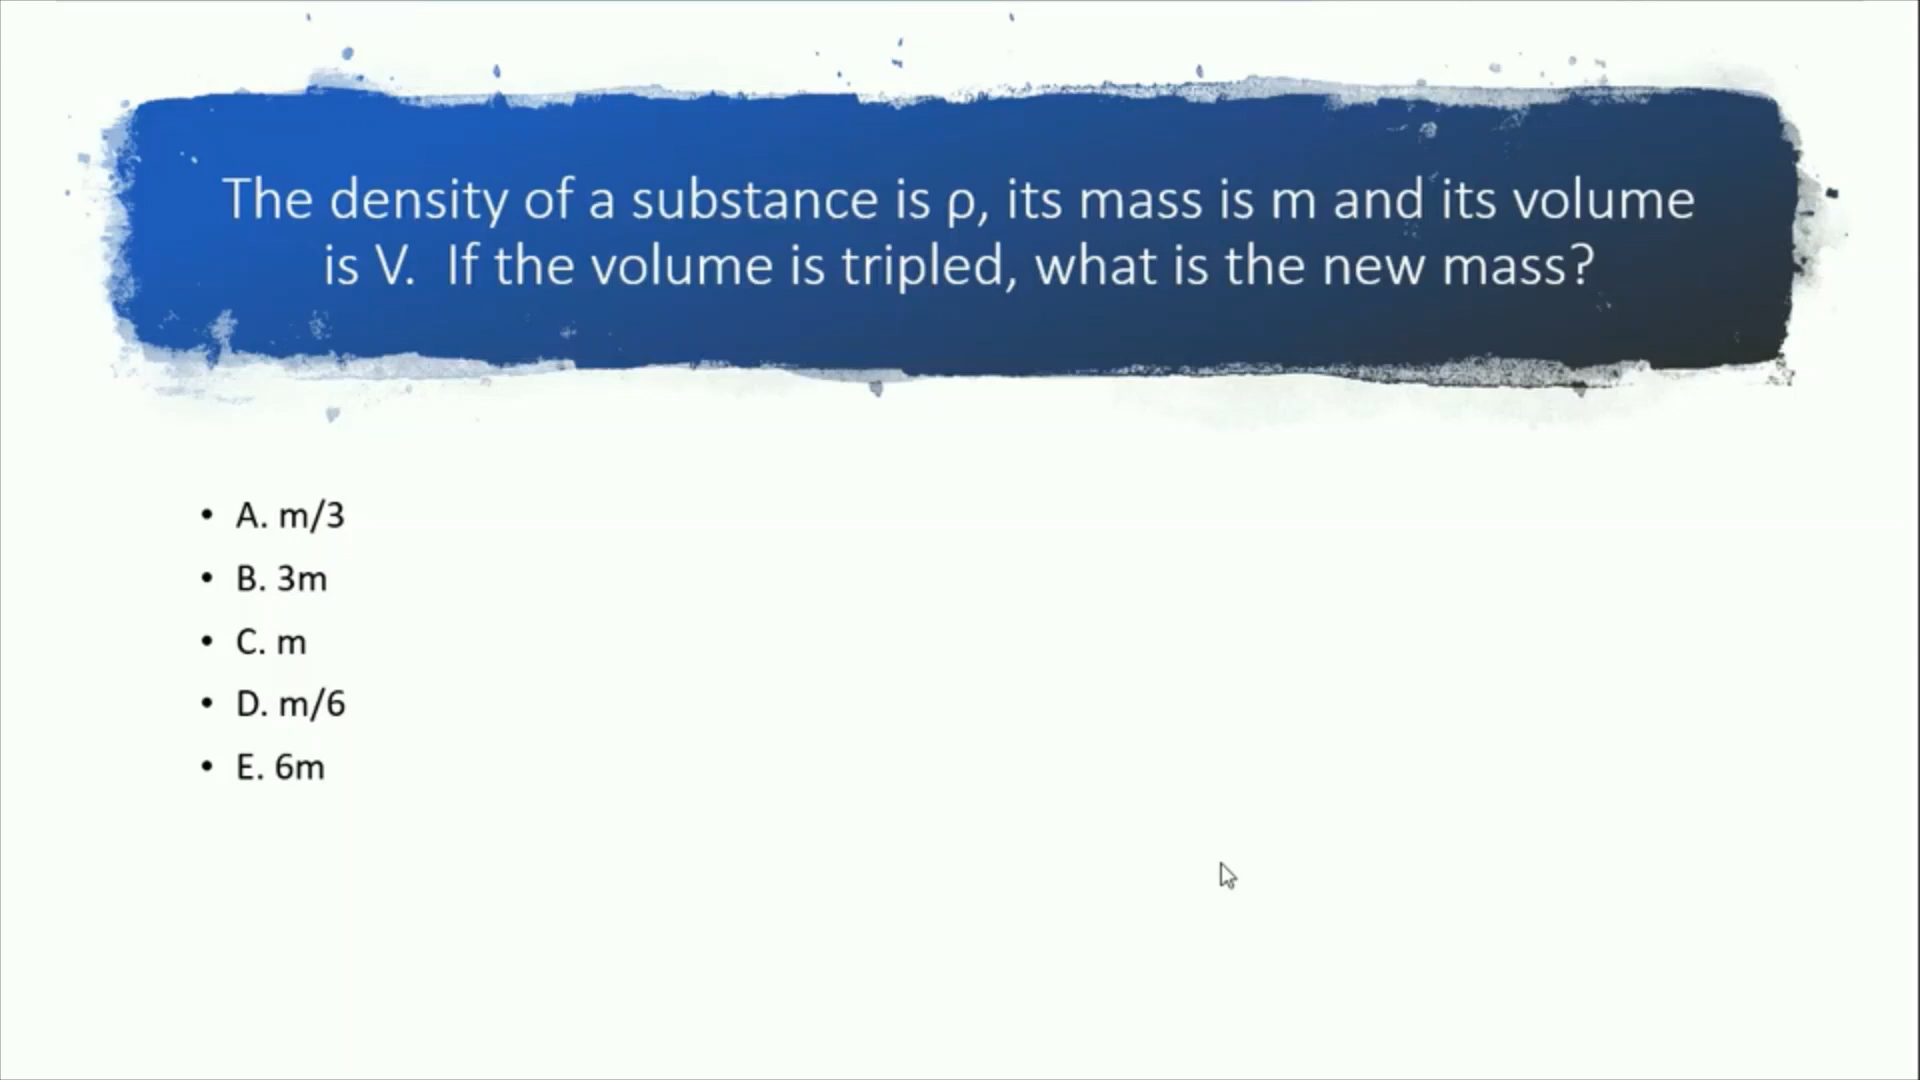 The density of a substance is ρ, its mass is m and its volume
is V.  If the volume is tripled, what is the new mass?
• A. m/3
• B. 3m
• C. m
• D. m/6
• E. 6m